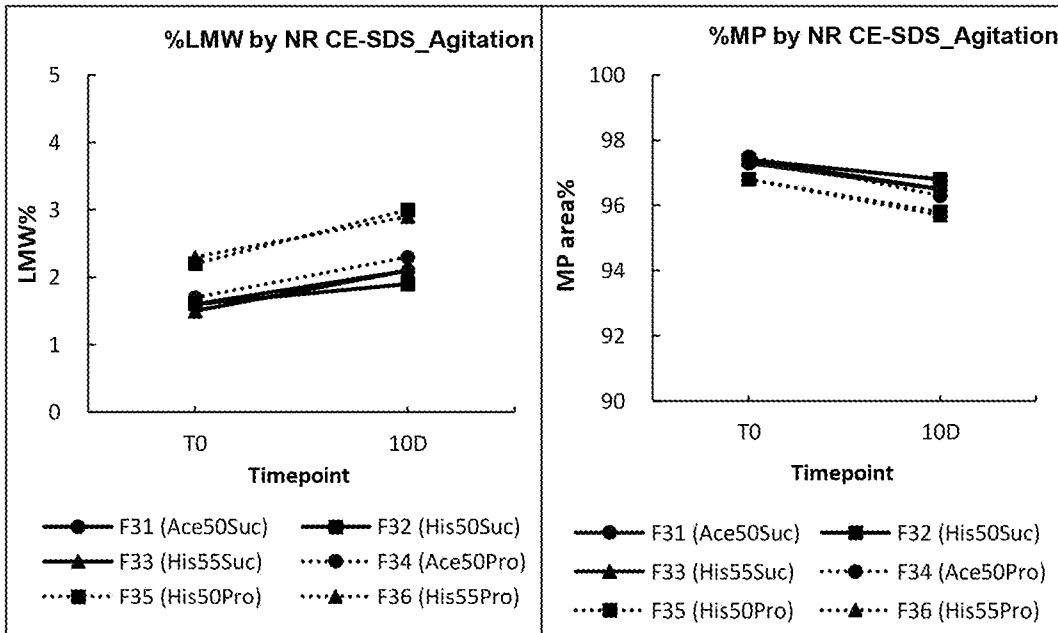 %LMW by NR CE-SDS_Agitation
5
4
3
2
1
0
LMW%
T0 10D
Timepoint
F31 (Ace50Suc) F32 (His50Suc)
F33 (His55Suc) F34 (Ace50Pro)
F35 (His50Pro) F36 (His55Pro)
%MP by NR CE-SDS_Agitation
100
98
96
94
92
90
MP area%
T0 10D
Timepoint
F31 (Ace50Suc) F32 (His50Suc)
F33 (His55Suc) F34 (Ace50Pro)
F35 (His50Pro) F36 (His55Pro)